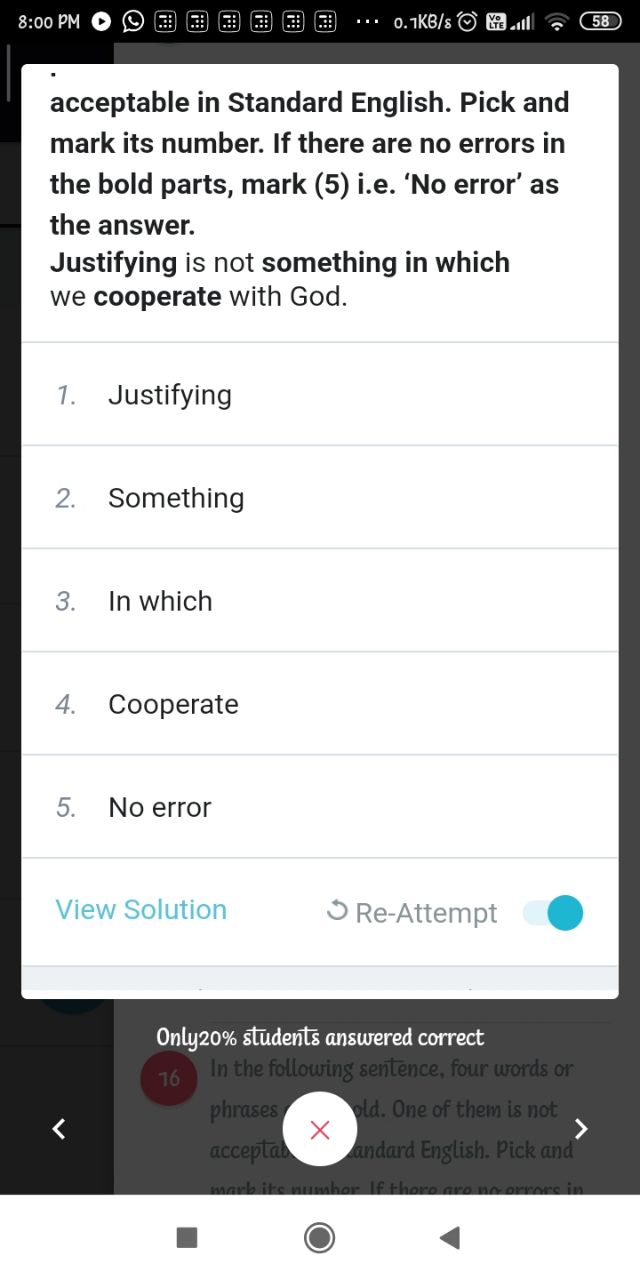 8:00 PM ... 0.1KB/s Vo LTE 58
acceptable in Standard English. Pick and
mark its number. If there are no errors in
the bold parts, mark (5) i.e. ‘No error’ as
the answer.
Justifying is not something in which
we cooperate with God.
1. Justifying
2. Something
3. In which
4. Cooperate
5. No error
View Solution Re-Attempt
Only20% students answered correct
16 In the following sentence, four words or
phrases old. One of them is not
acceptab andard English. Pick and
mark its number. If there are no errors in